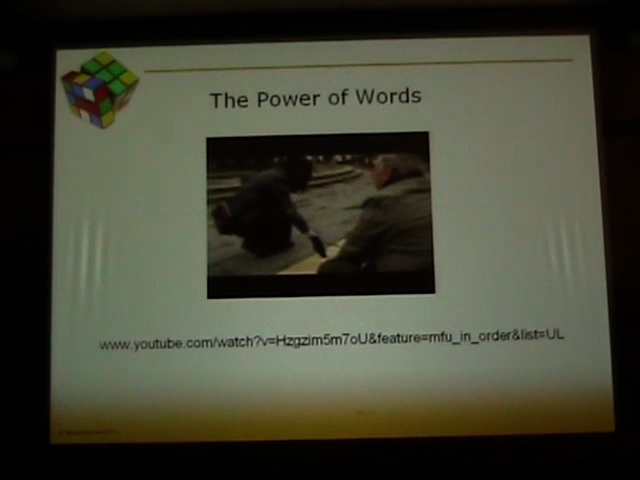 The Power of Words
www.youtube.com/watch?v=Hzgzim5m7oU&feature=mfu_in_order&list=UL